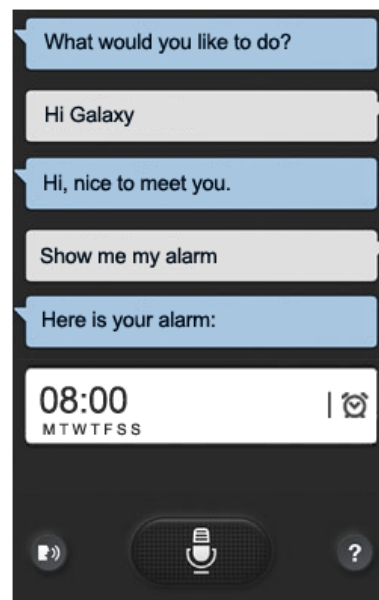 What would you like to do?
Hi Galaxy
Hi, nice to meet you.
Show me my alarm
Here is your alarm:
08:00
M T W T F S S
?